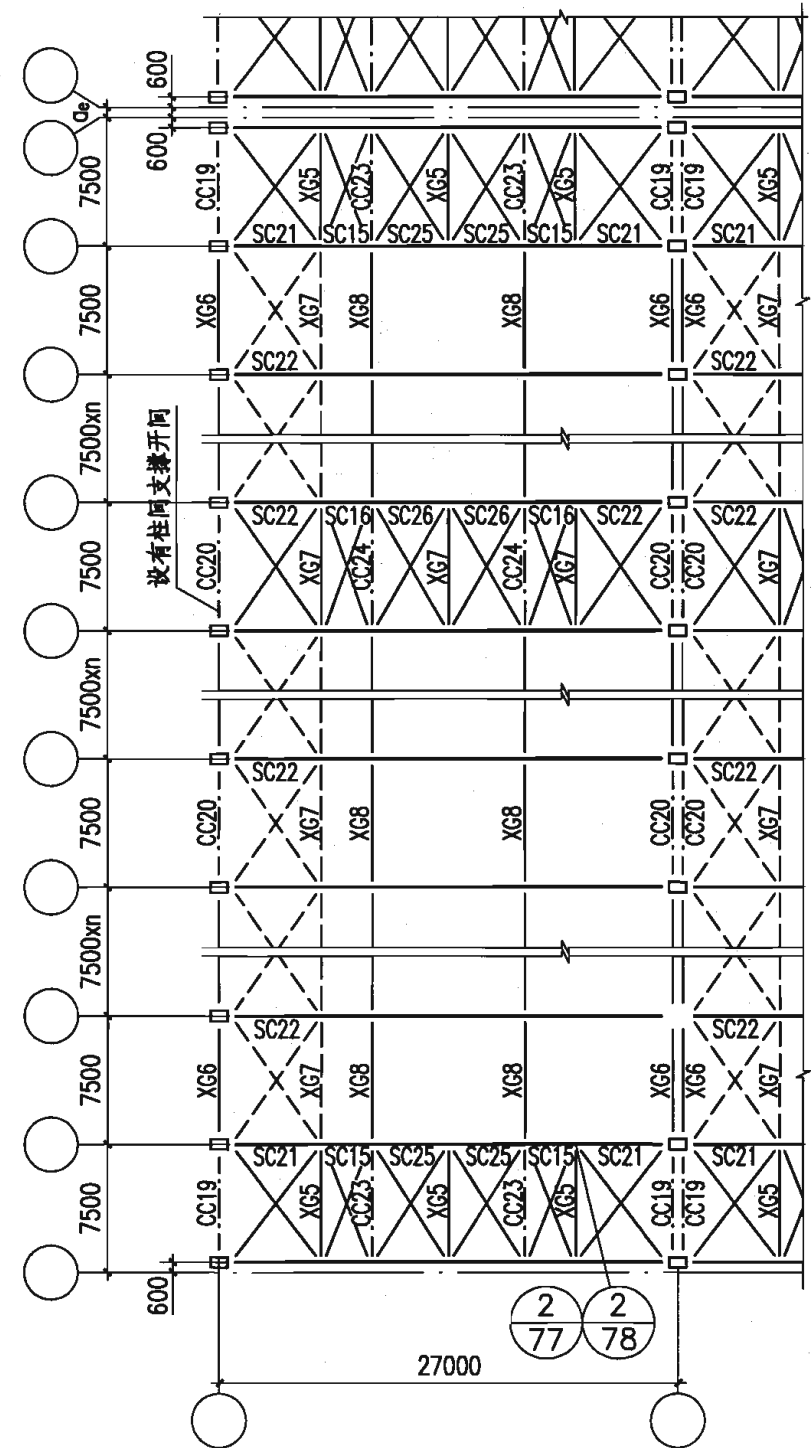 600
ae
600
7500
CC19 XG5 CC23 XG5 CC23 XG5 CC19 CC19
SC21 SC15 SC25 SC25 SC15 SC21 SC21
7500
XG6 XG7 XG8 XG8 XG6 XG6 XG7
SC22 SC22
7500xn
设有柱间支撑开间
SC22 SC16 SC26 SC26 SC16 SC22 SC22
7500
CC20 XG7 CC24 XG7 CC24 XG7 CC20 CC20 XG7
7500xn
SC22 SC22
7500
CC20 XG7 XG8 XG8 CC20 CC20 XG7
7500xn
SC22 SC22
7500
XG6 XG7 XG8 XG8 XG6 XG6 XG7
SC21 SC15 SC25 SC25 SC15 SC21 SC21
7500
CC19 XG5 CC23 XG5 CC23 XG5 CC19 CC19 XG5
600
2 2
77 78
27000